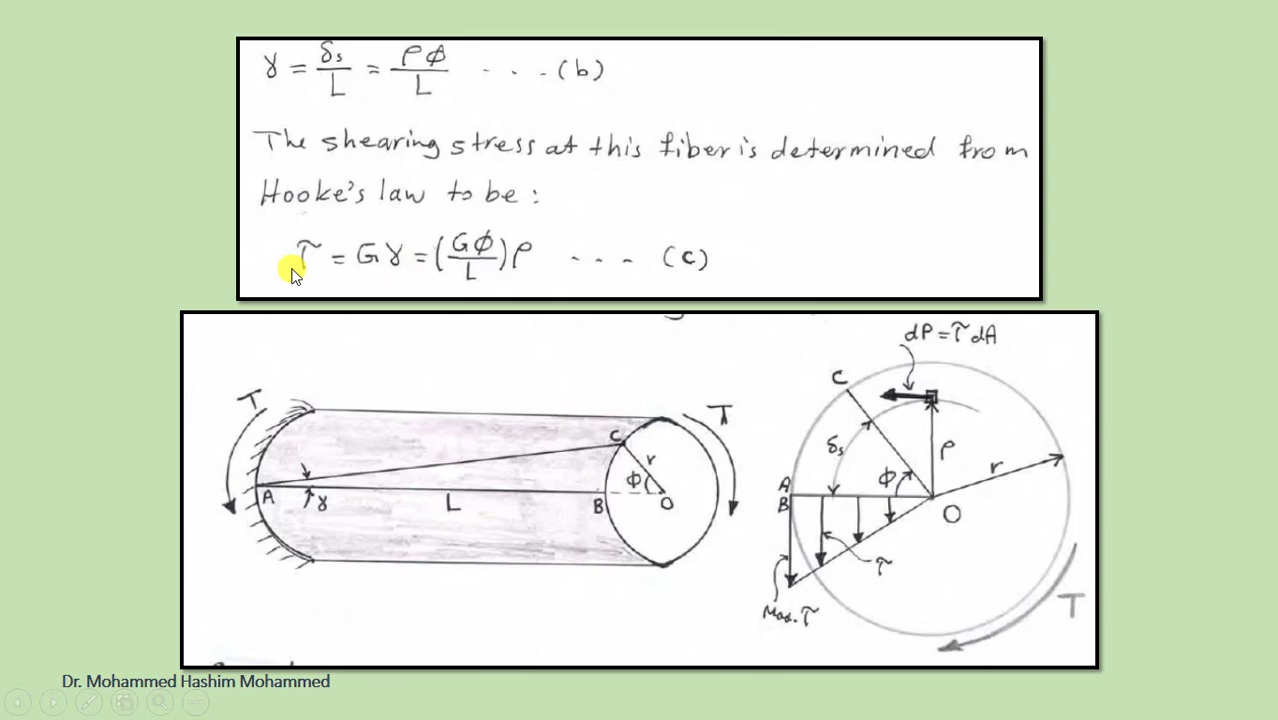 γ = δs/L = ρφ/L ... (b)
The shearing stress at this fiber is determined from
Hooke's law to be :
τ = Gγ = (Gφ/L)ρ ... (c)
dP = τ dA
C
δs
ρ
φ
r
A
B
O
τ
Max. τ
T
T
T
C
r
φ
O
A
γ
L
B
Dr. Mohammed Hashim Mohammed